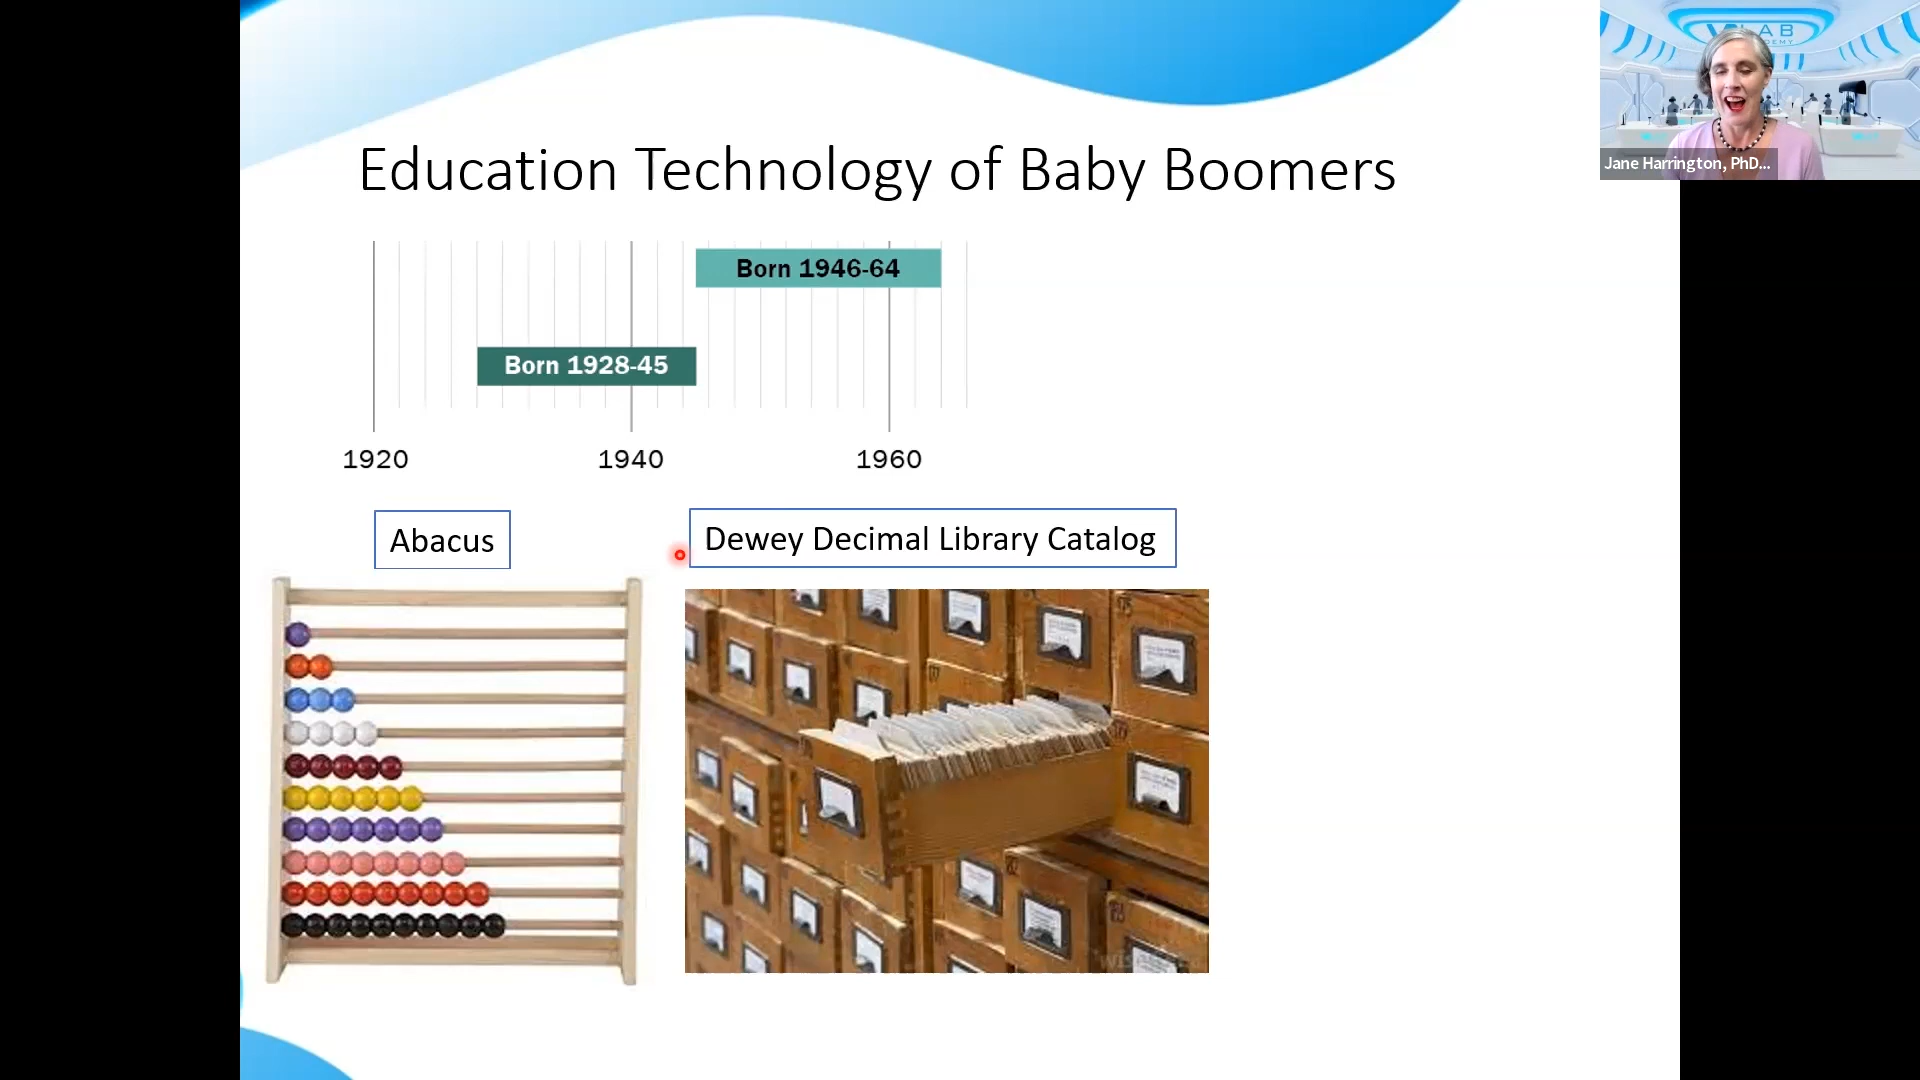 Education Technology of Baby Boomers
Jane Harrington, PhD...
Born 1946-64
Born 1928-45
1920 1940 1960
Abacus
Dewey Decimal Library Catalog